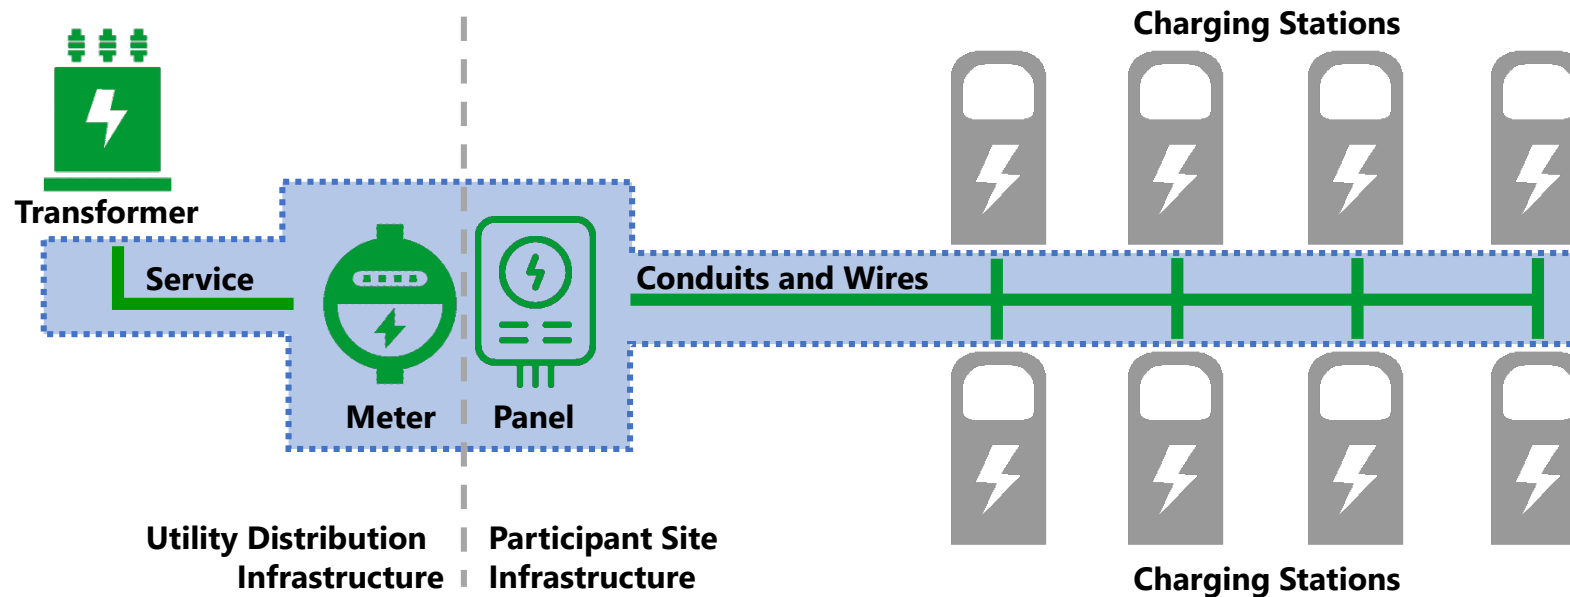 Charging Stations
Transformer
Service
Conduits and Wires
Meter
Panel
Utility Distribution
Infrastructure
Participant Site
Infrastructure
Charging Stations